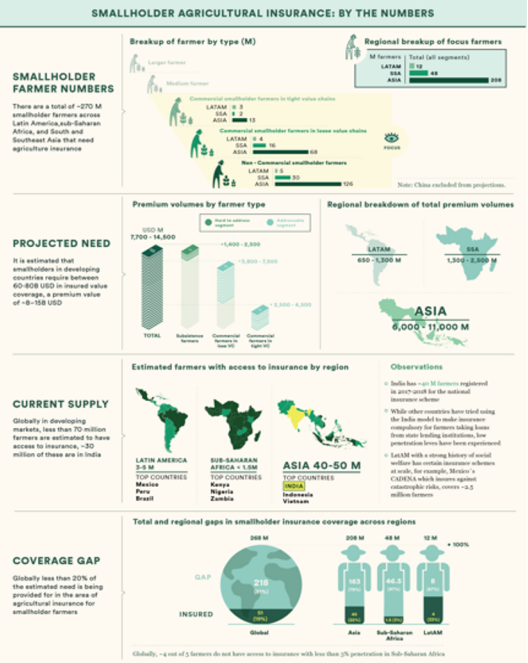 SMALLHOLDER AGRICULTURAL INSURANCE: BY THE NUMBERS
SMALLHOLDER
FARMER NUMBERS
There are a total of ~270 M
smallholder farmers across
Latin America,sub-Saharan
Africa, and South and
Southeast Asia that need
agriculture insurance
Breakup of farmer by type (M)
Larger farmer
Medium farmer
Commercial smallholder farmers in tight value chains
LATAM 3
SSA 2
ASIA 13
Commercial smallholder farmers in loose value chains
LATAM 4
SSA 16
ASIA 68
Non - Commercial smallholder farmers
LATAM 5
SSA 30
ASIA 126
Regional breakup of focus farmers
M farmers Total (all segments)
LATAM 12
SSA 48
ASIA 208
FOCUS
Note: China excluded from projections.
PROJECTED NEED
It is estimated that
smallholders in developing
countries require between
60-80B USD in insured value
coverage, a premium value
of ~8–15B USD
Premium volumes by farmer type
Hard to address
segment
Addressable
segment
USD M
7,700 - 14,500
TOTAL
Subsistence
farmers
Commercial
farmers in
loose VC
Commercial
farmers in
tight VC
Regional breakdown of total premium volumes
LATAM
650 - 1,300 M
SSA
1,300 - 2,500 M
ASIA
6,000 - 11,000 M
CURRENT SUPPLY
Globally in developing
markets, less than 70 million
farmers are estimated to have
access to insurance, ~30
million of these are in India
Estimated farmers with access to insurance by region
LATIN AMERICA
3-5 M
TOP COUNTRIES
Mexico
Peru
Brazil
SUB-SAHARAN
AFRICA < 1.5M
TOP COUNTRIES
Kenya
Nigeria
Zambia
ASIA 40-50 M
TOP COUNTRIES
INDIA
Indonesia
Vietnam
Observations
India has ~40 M farmers registered
in 2017-2018 for the national
insurance scheme
While other countries have tried using
the India model to make insurance
compulsory for farmers taking loans
from state lending institutions, low
penetration levels have been experienced
LatAM with a strong history of social
welfare has certain insurance schemes
at scale, for example, Mexico's
CADENA which insures against
catastrophic risks, covers ~2.5
million farmers
COVERAGE GAP
Globally less than 20% of
the estimated need is being
provided for in the area of
agricultural insurance for
smallholder farmers
Total and regional gaps in smallholder insurance coverage across regions
268 M
208 M
48 M
12 M
+ 100%
GAP
218
163
46.5
INSURED
Global
Asia
Sub-Saharan
Africa
LatAM
Globally, ~4 out of 5 farmers do not have access to insurance with less than 3% penetration in Sub-Saharan Africa